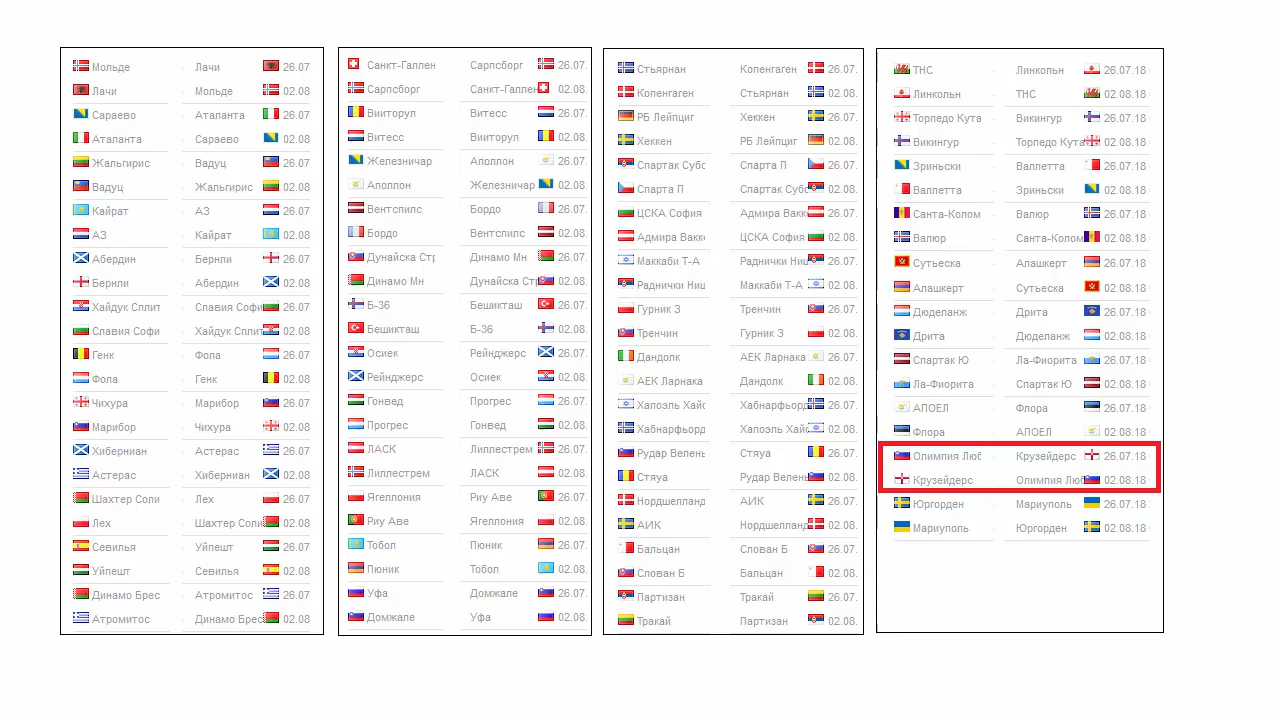 Мольде - Лачи 26.07
Лачи - Мольде 02.08
Сараево - Аталанта 26.07
Аталанта - Сараево 02.08
Жальгирис - Вадуц 26.07
Вадуц - Жальгирис 02.08
Кайрат - АЗ 26.07
АЗ - Кайрат 02.08
Абердин - Бернли 26.07
Бернли - Абердин 02.08
Хайдук Сплит - Славия Софи 26.07
Славия Софи - Хайдук Сплит 02.08
Генк - Фола 26.07
Фола - Генк 02.08
Чихура - Марибор 26.07
Марибор - Чихура 02.08
Хиберниан - Астерас 26.07
Астерас - Хиберниан 02.08
Шахтер Соли - Лех 26.07
Лех - Шахтер Соли 02.08
Севилья - Уйпешт 26.07
Уйпешт - Севилья 02.08
Динамо Брес - Атромитос 26.07
Атромитос - Динамо Брес 02.08
Санкт-Галлен Сарпсборг 26.07.
Сарпсборг Санкт-Галлен 02.08.
Вииторул Витесс 26.07.
Витесс Вииторул 02.08.
Железничар Аполлон 26.07.
Аполлон Железничар 02.08.
Вентспилс Бордо 26.07.
Бордо Вентспилс 02.08.
Дунайска Стр Динамо Мн 26.07.
Динамо Мн Дунайска Стр 02.08.
Б-36 Бешикташ 26.07.
Бешикташ Б-36 02.08.
Осиек Рейнджерс 26.07.
Рейнджерс Осиек 02.08.
Гонвед Прогрес 26.07.
Прогрес Гонвед 02.08.
ЛАСК Лиллестрем 26.07.
Лиллестрем ЛАСК 02.08.
Ягеллония Риу Аве 26.07.
Риу Аве Ягеллония 02.08.
Тобол Пюник 26.07.
Пюник Тобол 02.08.
Уфа Домжале 26.07.
Домжале Уфа 02.08.
Стьярнан Копенгаген 26.07.
Копенгаген Стьярнан 02.08.
РБ Лейпциг Хеккен 26.07.
Хеккен РБ Лейпциг 02.08.
Спартак Субо Спарта П 26.07.
Спарта П Спартак Субо 02.08.
ЦСКА София Адмира Вакк 26.07.
Адмира Вакк ЦСКА София 02.08.
Маккаби Т-А Раднички Ниш 26.07.
Раднички Ниш Маккаби Т-А 02.08.
Гурник З Тренчин 26.07.
Тренчин Гурник З 02.08.
Дандолк АЕК Ларнака 26.07.
АЕК Ларнака Дандолк 02.08.
Хапоэль Хайс Хабнарфьорд 26.07.
Хабнарфьорд Хапоэль Хайс 02.08.
Рудар Велень Стяуа 26.07.
Стяуа Рудар Велень 02.08.
Нордшелланд АИК 26.07.
АИК Нордшелланд 02.08.
Бальцан Слован Б 26.07.
Слован Б Бальцан 02.08.
Партизан Тракай 26.07.
Тракай Партизан 02.08.
ТНС Линкольн 26.07.18
Линкольн ТНС 02.08.18
Торпедо Кута Викингур 26.07.18
Викингур Торпедо Кута 02.08.18
Зриньски Валлетта 26.07.18
Валлетта Зриньски 02.08.18
Санта-Колом Валюр 26.07.18
Валюр Санта-Колом 02.08.18
Сутьеска Алашкерт 26.07.18
Алашкерт Сутьеска 02.08.18
Дюделанж Дрита 26.07.18
Дрита Дюделанж 02.08.18
Спартак Ю Ла-Фиорита 26.07.18
Ла-Фиорита Спартак Ю 02.08.18
АПОЕЛ Флора 26.07.18
Флора АПОЕЛ 02.08.18
Олимпия Люб Крузейдерс 26.07.18
Крузейдерс Олимпия Люб 02.08.18
Юргорден Мариуполь 26.07.18
Мариуполь Юргорден 02.08.18